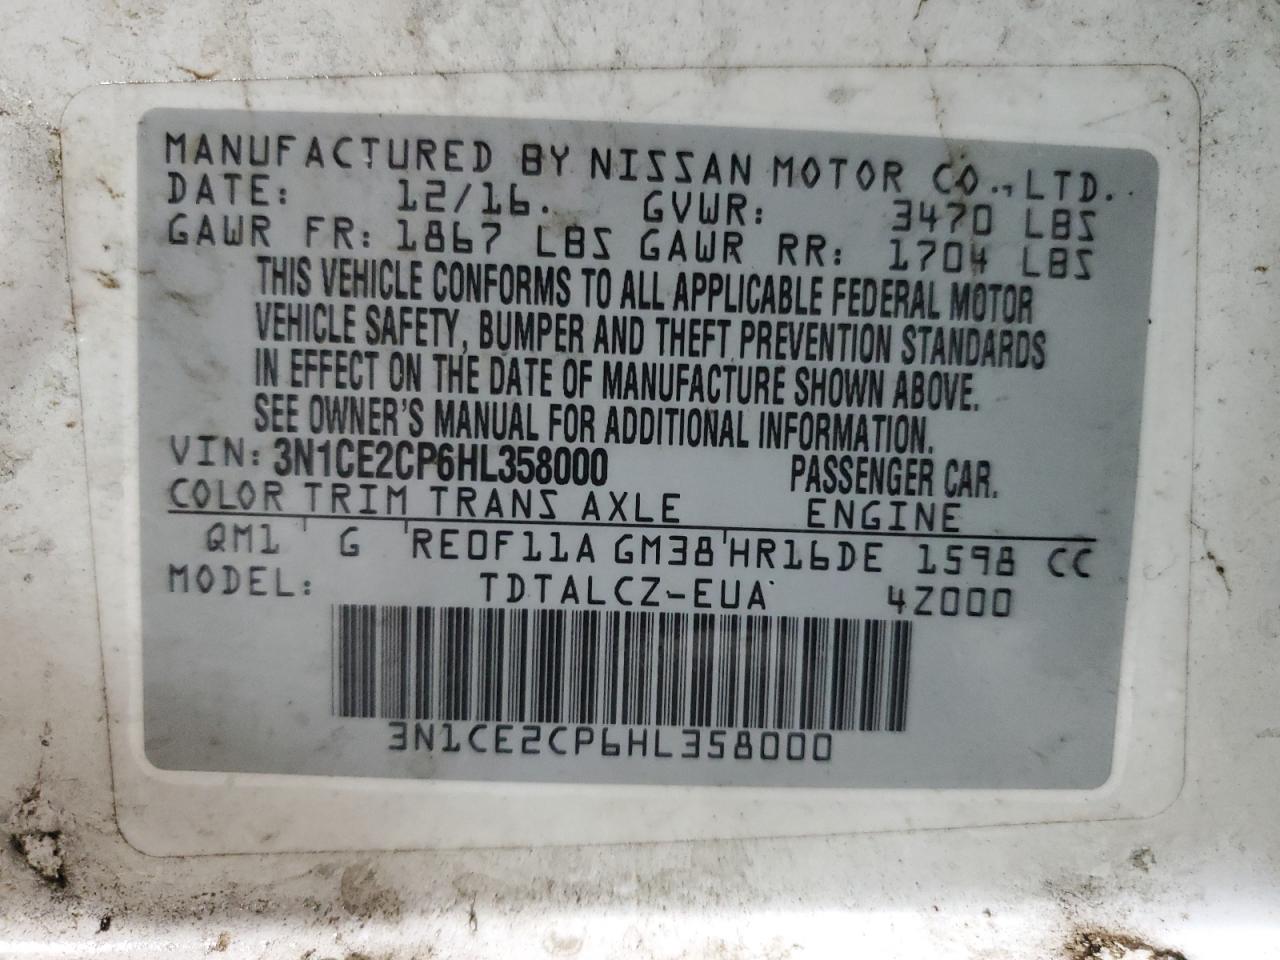 MANUFACTURED BY NISSAN MOTOR CO., LTD.
DATE: 12/16. GVWR: 3470 LBS
GAWR FR: 1867 LBS GAWR RR: 1704 LBS
THIS VEHICLE CONFORMS TO ALL APPLICABLE FEDERAL MOTOR
VEHICLE SAFETY, BUMPER AND THEFT PREVENTION STANDARDS
IN EFFECT ON THE DATE OF MANUFACTURE SHOWN ABOVE.
SEE OWNER'S MANUAL FOR ADDITIONAL INFORMATION.
VIN: 3N1CE2CP6HL358000 PASSENGER CAR.
COLOR TRIM TRANS AXLE ENGINE
QM1 G RE0F11A GM38 HR16DE 1598 CC
MODEL: TDTALCZ-EUA 4Z000
3N1CE2CP6HL358000